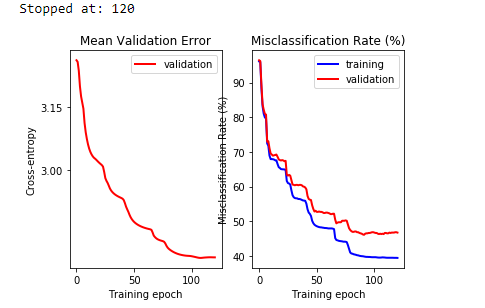 Stopped at: 120
Mean Validation Error
validation
Cross-entropy
3.15
3.00
0
50
100
Training epoch
Misclassification Rate (%)
training
validation
Misclassification Rate (%)
90
80
70
60
50
40
0
50
100
Training epoch